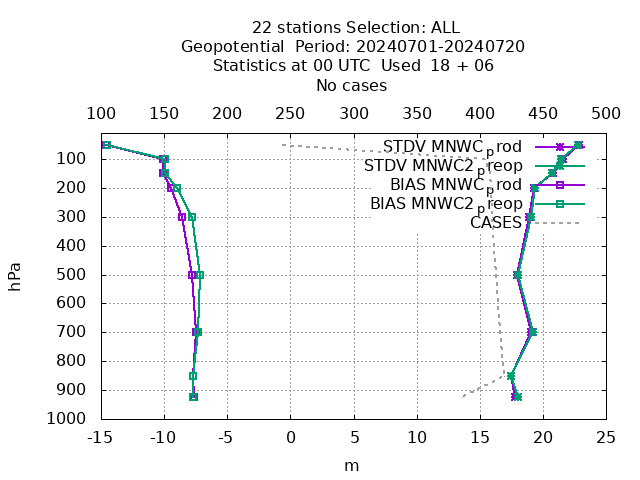 22 stations Selection: ALL
Geopotential  Period: 20240701-20240720
Statistics at 00 UTC  Used  18 + 06
No cases
100 150 200 250 300 350 400 450 500
STDV MNWC_prod
STDV MNWC2_preop
BIAS MNWC_prod
BIAS MNWC2_preop
CASES
hPa
100
200
300
400
500
600
700
800
900
1000
-15 -10 -5 0 5 10 15 20 25
m